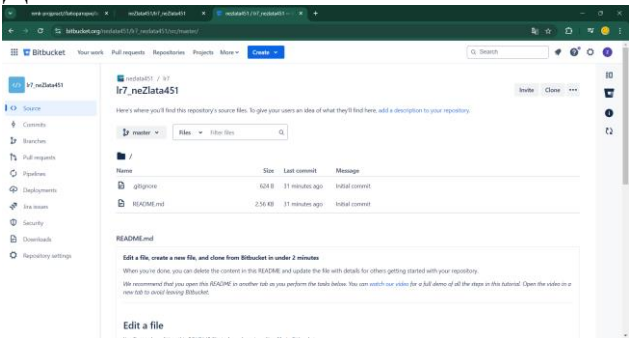 nezlata451/lr7_nezlata451
bitbucket.org/nezlata451/lr7_nezlata451/src/master/
Bitbucket
Your work
Pull requests
Repositories
Projects
More
Create
Search
lr7_neZlata451
Source
Commits
Branches
Pull requests
Pipelines
Deployments
Jira issues
Security
Downloads
Repository settings
nezlata451 / lr7
lr7_neZlata451
Invite
Clone
Here's where you'll find this repository's source files. To give your users an idea of what they'll find here, add a description to your repository.
master
Files
Filter files
/
Name Size Last commit Message
.gitignore 624 B 31 minutes ago Initial commit
README.md 2.56 KB 31 minutes ago Initial commit
README.md
Edit a file, create a new file, and clone from Bitbucket in under 2 minutes
When you're done, you can delete the content in this README and update the file with details for others getting started with your repository.
We recommend that you open this README in another tab as you perform the tasks below. You can watch our video for a full demo of all the steps in this tutorial. Open the video in a
new tab to avoid leaving Bitbucket.
Edit a file